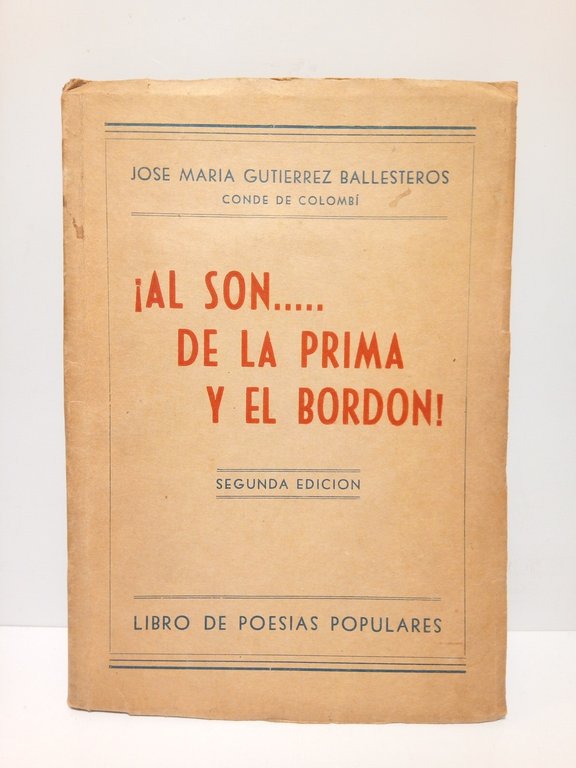 JOSE MARIA GUTIERREZ BALLESTEROS
CONDE DE COLOMBÍ
¡AL SON.....
DE LA PRIMA
Y EL BORDON!
SEGUNDA EDICION
LIBRO DE POESIAS POPULARES